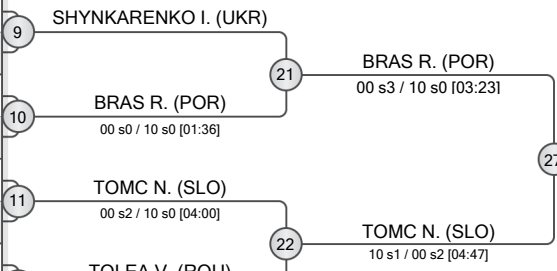 9
SHYNKARENKO I. (UKR)
21
BRAS R. (POR)
00 s3 / 10 s0 [03:23]
10
BRAS R. (POR)
00 s0 / 10 s0 [01:36]
27
11
TOMC N. (SLO)
00 s2 / 10 s0 [04:00]
22
TOMC N. (SLO)
10 s1 / 00 s2 [04:47]